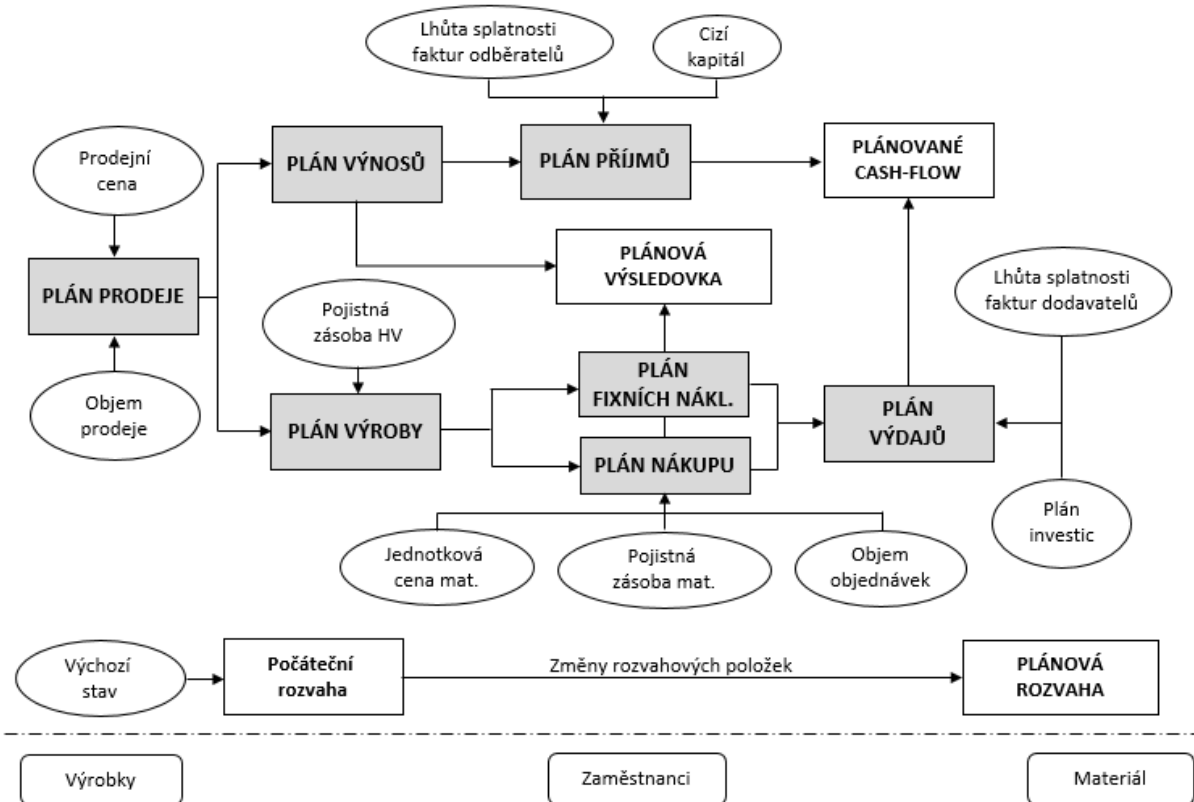 Lhůta splatnosti
faktur odběratelů
Cizí
kapitál
Prodejní
cena
PLÁN VÝNOSŮ
PLÁN PŘÍJMŮ
PLÁNOVANÉ
CASH-FLOW
PLÁN PRODEJE
PLÁNOVÁ
VÝSLEDOVKA
Lhůta splatnosti
faktur dodavatelů
Pojistná
zásoba HV
Objem
prodeje
PLÁN VÝROBY
PLÁN
FIXNÍCH NÁKL.
PLÁN NÁKUPU
PLÁN
VÝDAJŮ
Plán
investic
Jednotková
cena mat.
Pojistná
zásoba mat.
Objem
objednávek
Výchozí
stav
Počáteční
rozvaha
Změny rozvahových položek
PLÁNOVÁ
ROZVAHA
Výrobky
Zaměstnanci
Materiál